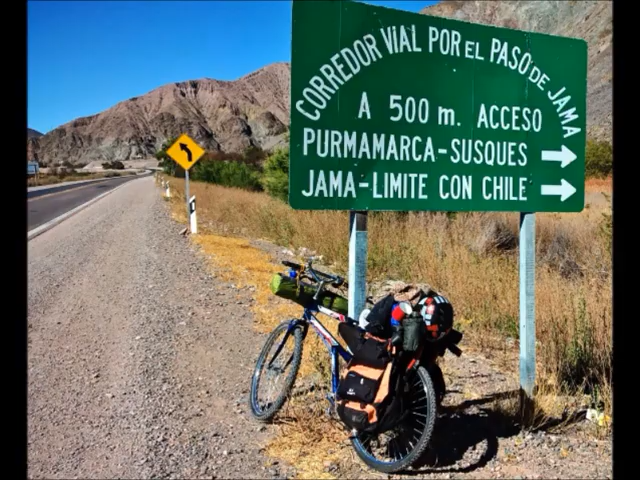 CORREDOR VIAL POR EL PASO DE JAMA
A 500 m. ACCESO
PURMAMARCA-SUSQUES
JAMA-LIMITE CON CHILE